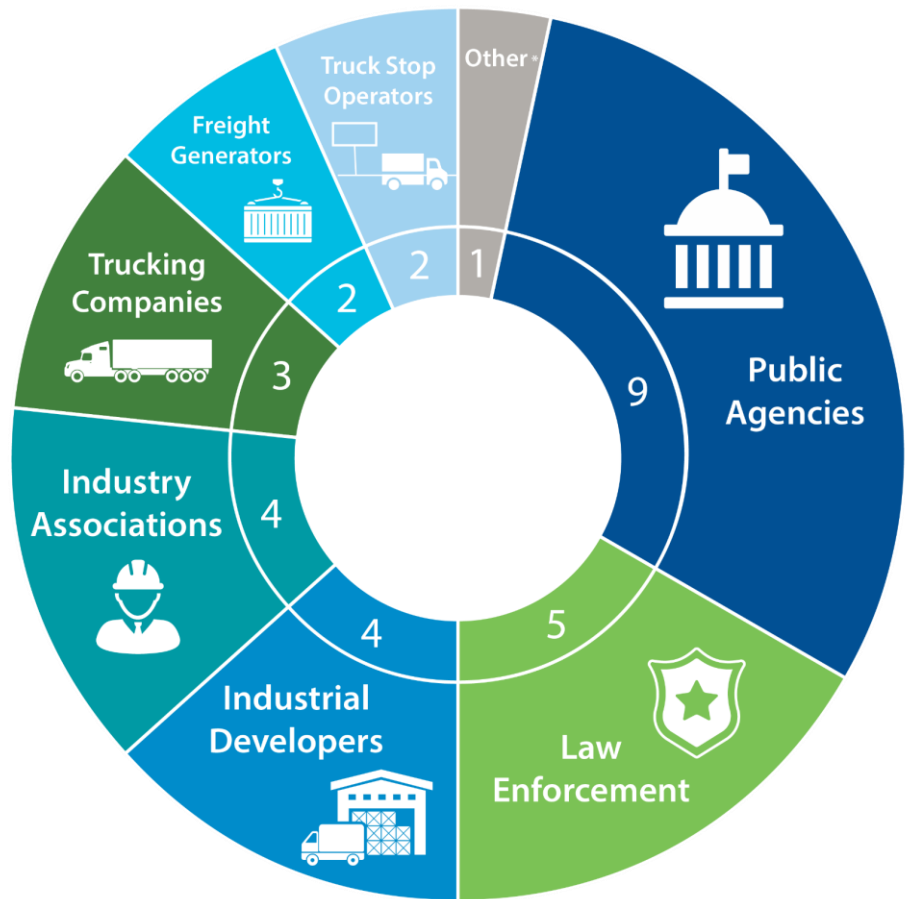 Other*
1
Public
Agencies
9
Law
Enforcement
5
Industrial
Developers
4
Industry
Associations
4
Trucking
Companies
3
Freight
Generators
2
Truck Stop
Operators
2